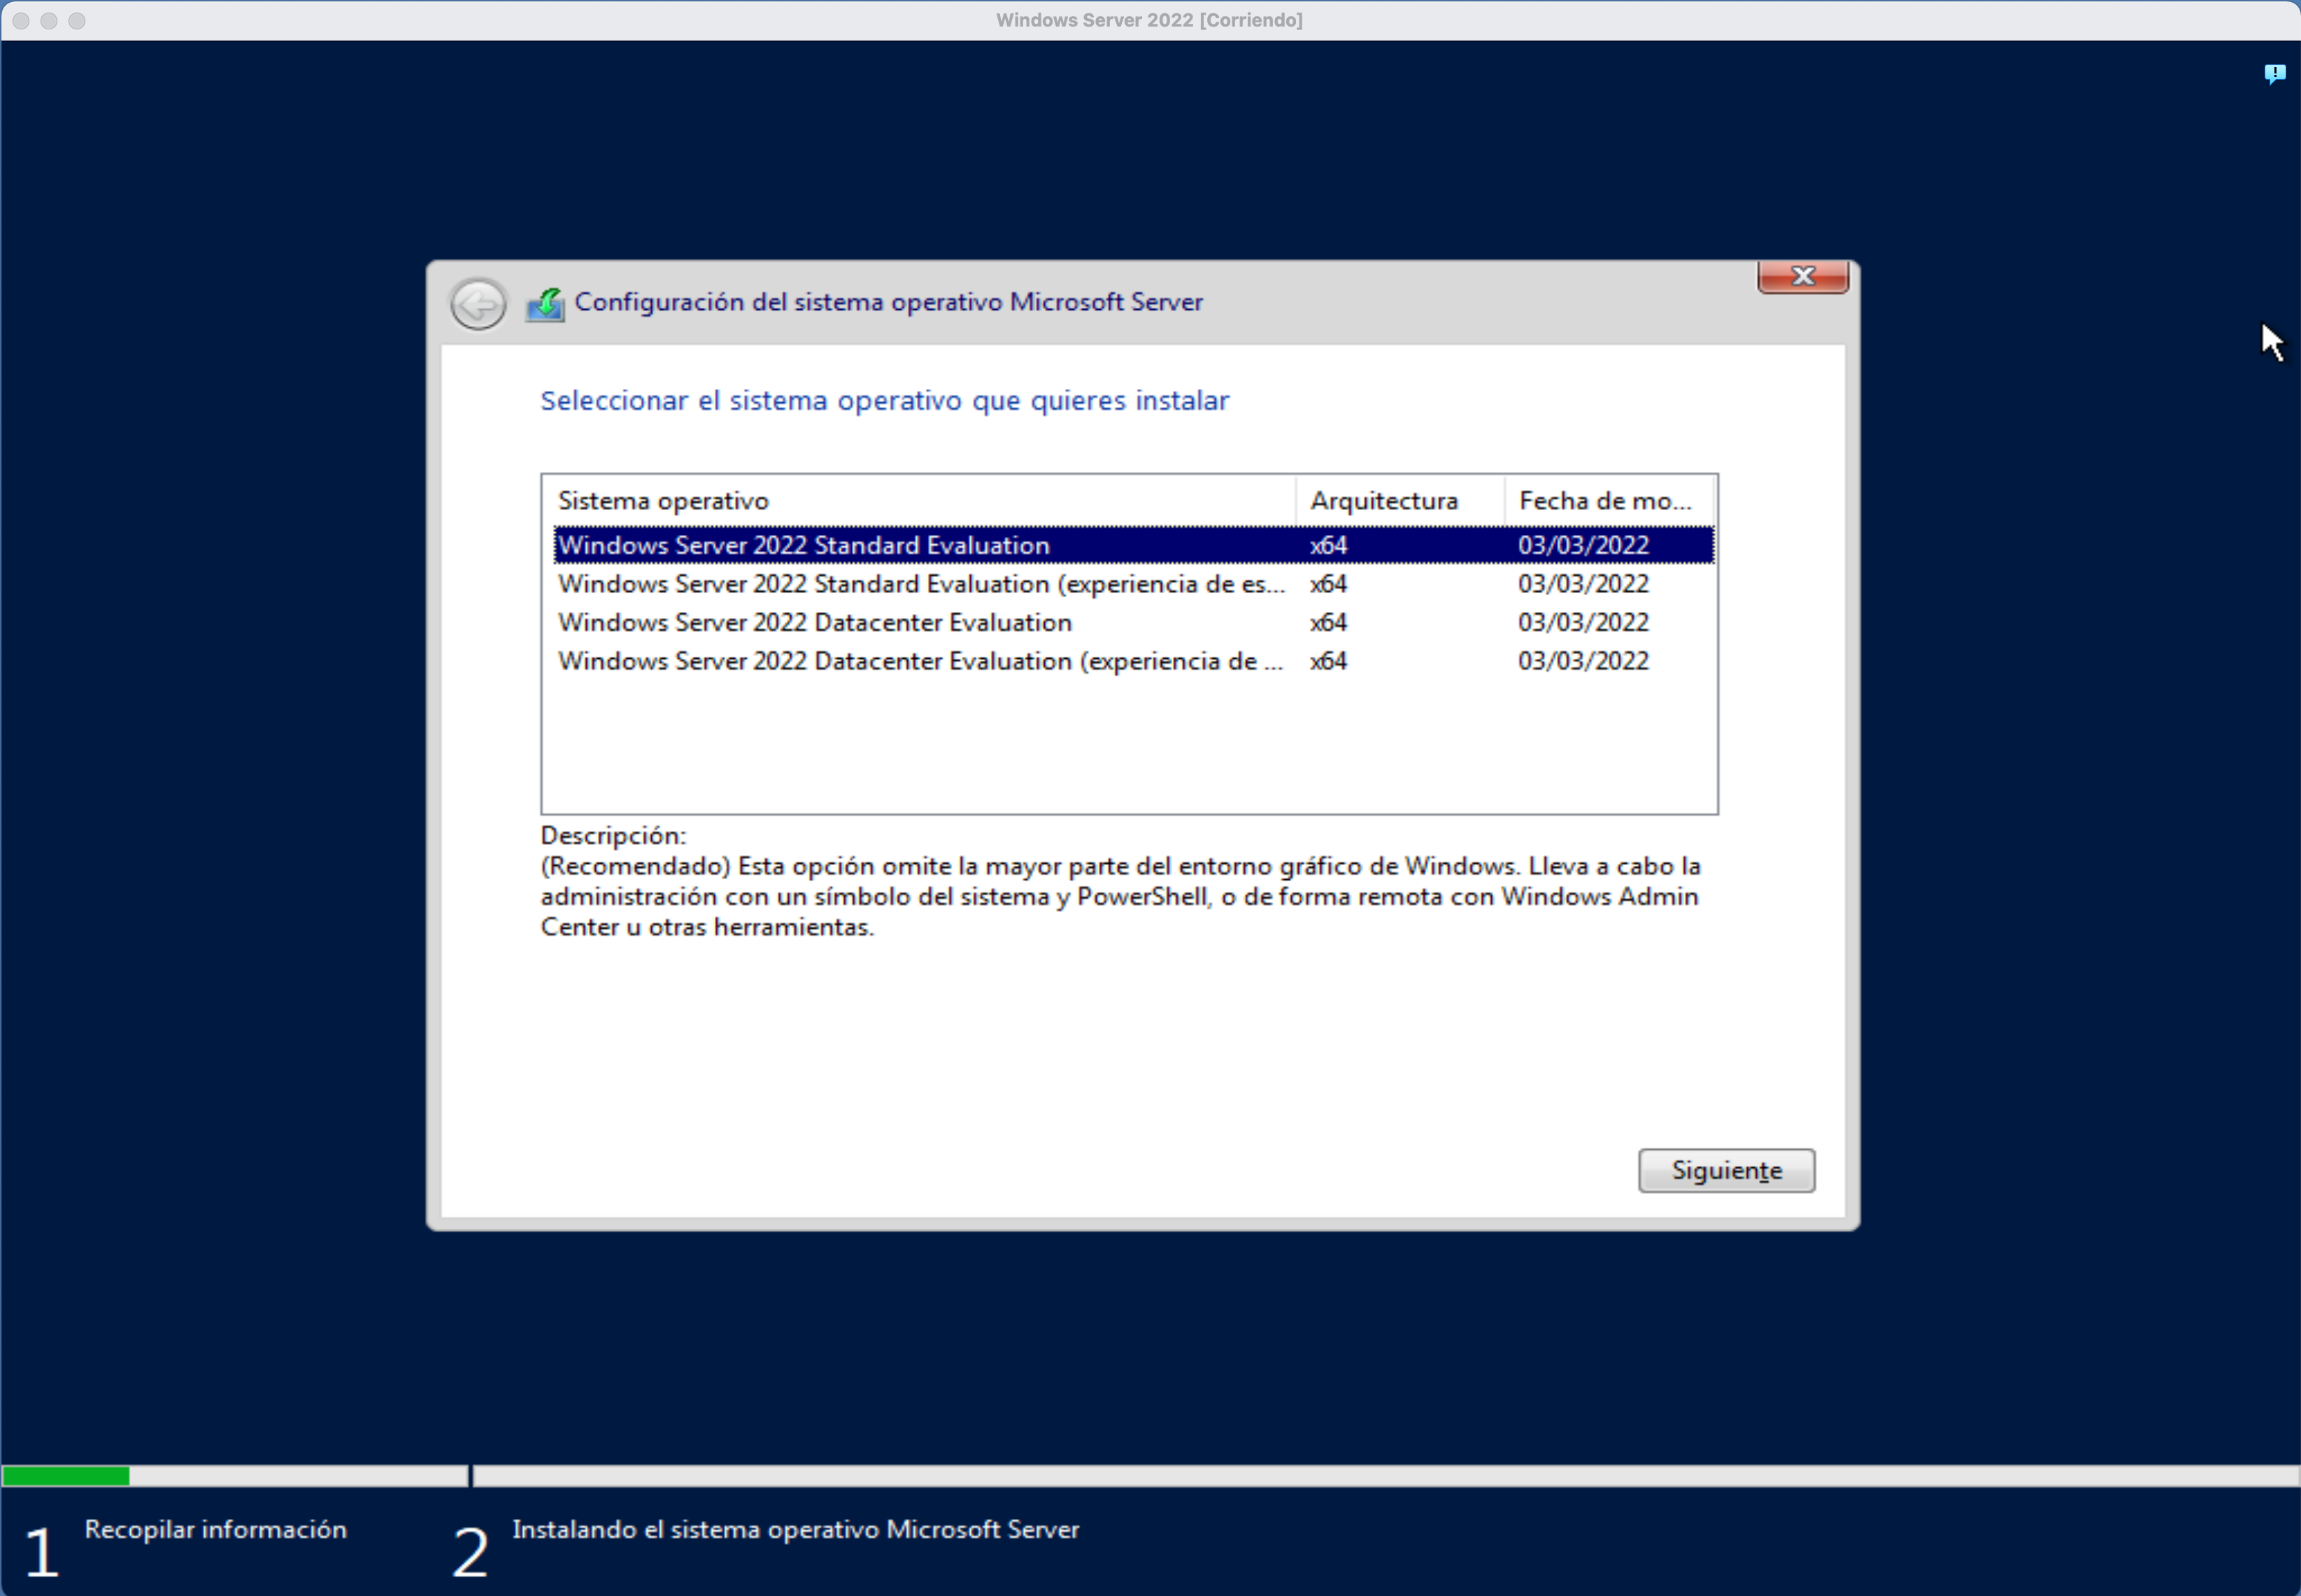 Windows Server 2022 [Corriendo]
Configuración del sistema operativo Microsoft Server
Seleccionar el sistema operativo que quieres instalar
Sistema operativo Arquitectura Fecha de mo...
Windows Server 2022 Standard Evaluation x64 03/03/2022
Windows Server 2022 Standard Evaluation (experiencia de es... x64 03/03/2022
Windows Server 2022 Datacenter Evaluation x64 03/03/2022
Windows Server 2022 Datacenter Evaluation (experiencia de ... x64 03/03/2022
Descripción:
(Recomendado) Esta opción omite la mayor parte del entorno gráfico de Windows. Lleva a cabo la
administración con un símbolo del sistema y PowerShell, o de forma remota con Windows Admin
Center u otras herramientas.
Siguiente
1 Recopilar información
2 Instalando el sistema operativo Microsoft Server